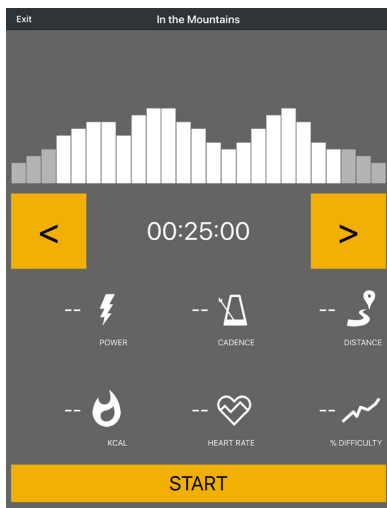 Exit In the Mountains
< 00:25:00 >
-- -- --
POWER CADENCE DISTANCE
-- -- --
KCAL HEART RATE % DIFFICULTY
START